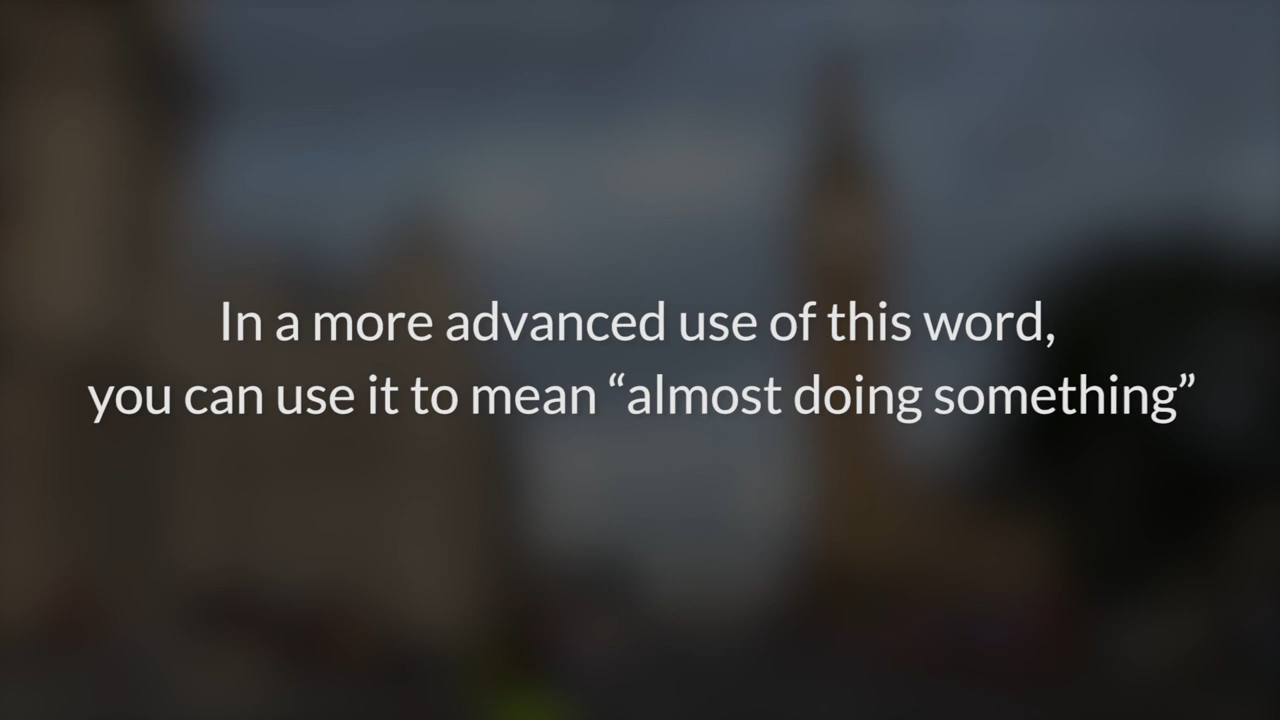 In a more advanced use of this word,
you can use it to mean “almost doing something”